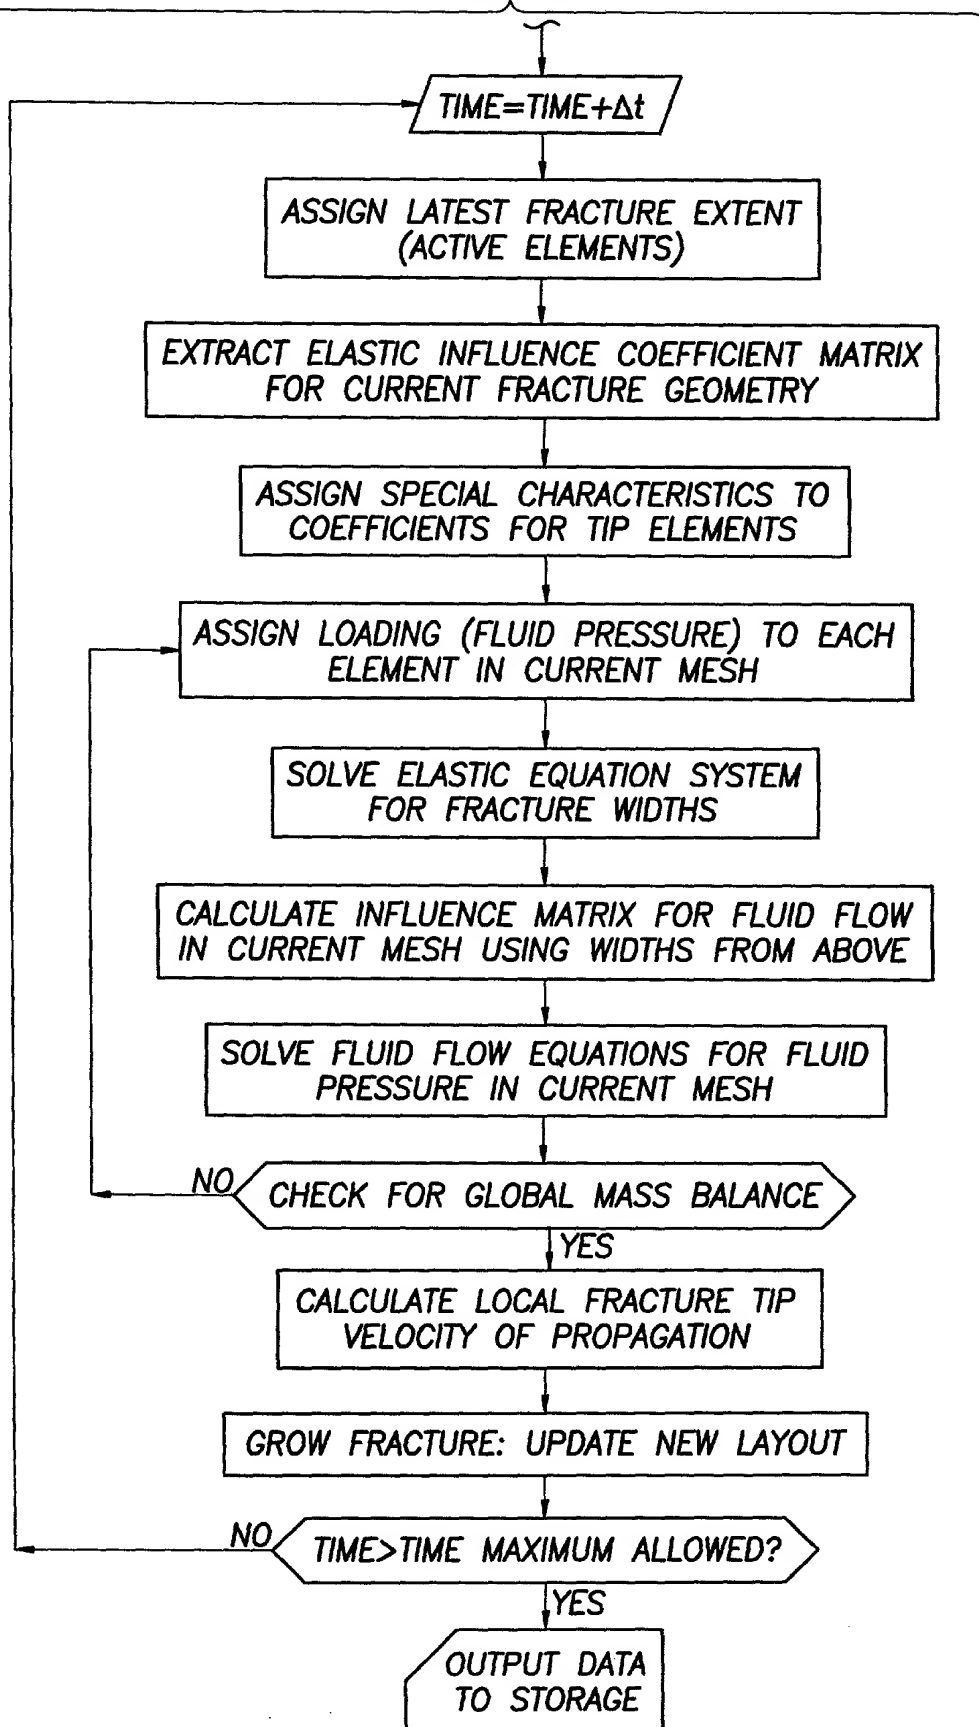 TIME=TIME+Δt
ASSIGN LATEST FRACTURE EXTENT
(ACTIVE ELEMENTS)
EXTRACT ELASTIC INFLUENCE COEFFICIENT MATRIX
FOR CURRENT FRACTURE GEOMETRY
ASSIGN SPECIAL CHARACTERISTICS TO
COEFFICIENTS FOR TIP ELEMENTS
ASSIGN LOADING (FLUID PRESSURE) TO EACH
ELEMENT IN CURRENT MESH
SOLVE ELASTIC EQUATION SYSTEM
FOR FRACTURE WIDTHS
CALCULATE INFLUENCE MATRIX FOR FLUID FLOW
IN CURRENT MESH USING WIDTHS FROM ABOVE
SOLVE FLUID FLOW EQUATIONS FOR FLUID
PRESSURE IN CURRENT MESH
NO
CHECK FOR GLOBAL MASS BALANCE
YES
CALCULATE LOCAL FRACTURE TIP
VELOCITY OF PROPAGATION
GROW FRACTURE: UPDATE NEW LAYOUT
NO
TIME>TIME MAXIMUM ALLOWED?
YES
OUTPUT DATA
TO STORAGE